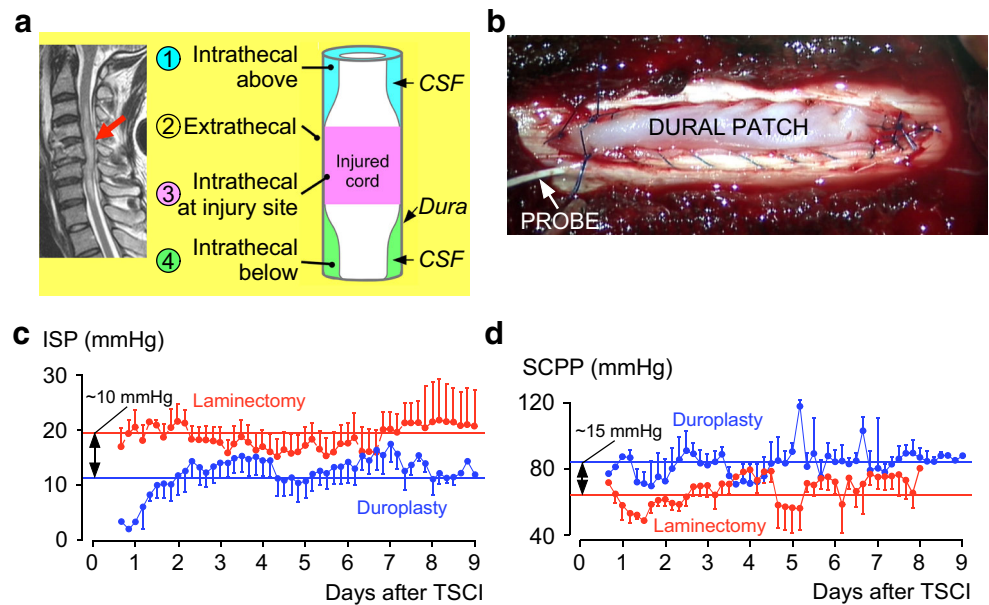 a
1 Intrathecal above
CSF
2 Extrathecal
Injured cord
3 Intrathecal at injury site
Dura
4 Intrathecal below
CSF
b
DURAL PATCH
PROBE
c
ISP (mmHg)
30
20
10
0
~10 mmHg
Laminectomy
Duroplasty
0 1 2 3 4 5 6 7 8 9
Days after TSCI
d
SCPP (mmHg)
120
80
40
~15 mmHg
Duroplasty
Laminectomy
0 1 2 3 4 5 6 7 8 9
Days after TSCI